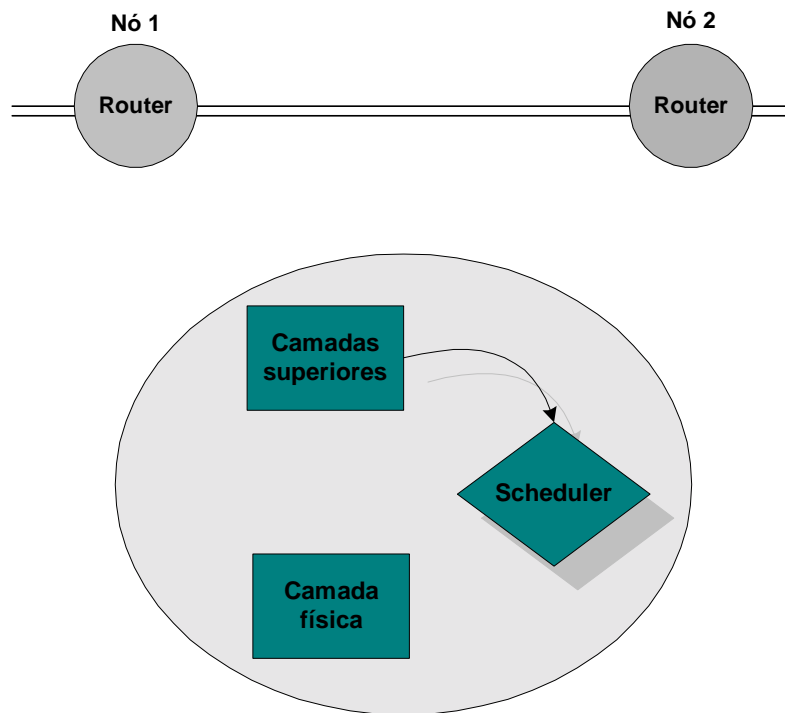 Nó 1
Nó 2
Router
Router
Camadas
superiores
Scheduler
Camada
física